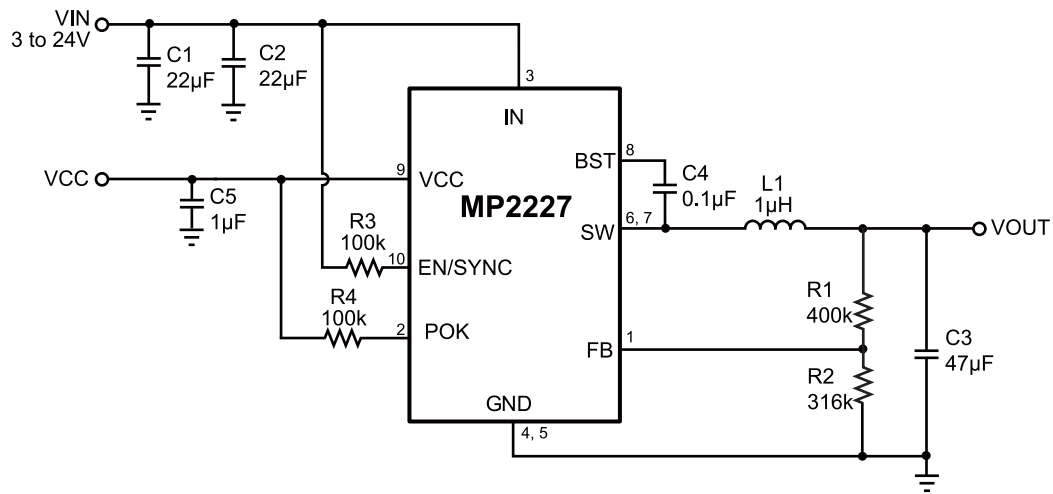 VIN
3 to 24V
C1
22µF
C2
22µF
3
IN
VCC
C5
1µF
9
VCC
MP2227
BST
8
C4
0.1µF
L1
1µH
SW
6, 7
VOUT
R3
100k
10
EN/SYNC
R4
100k
2
POK
R1
400k
FB
1
C3
47µF
R2
316k
GND
4, 5